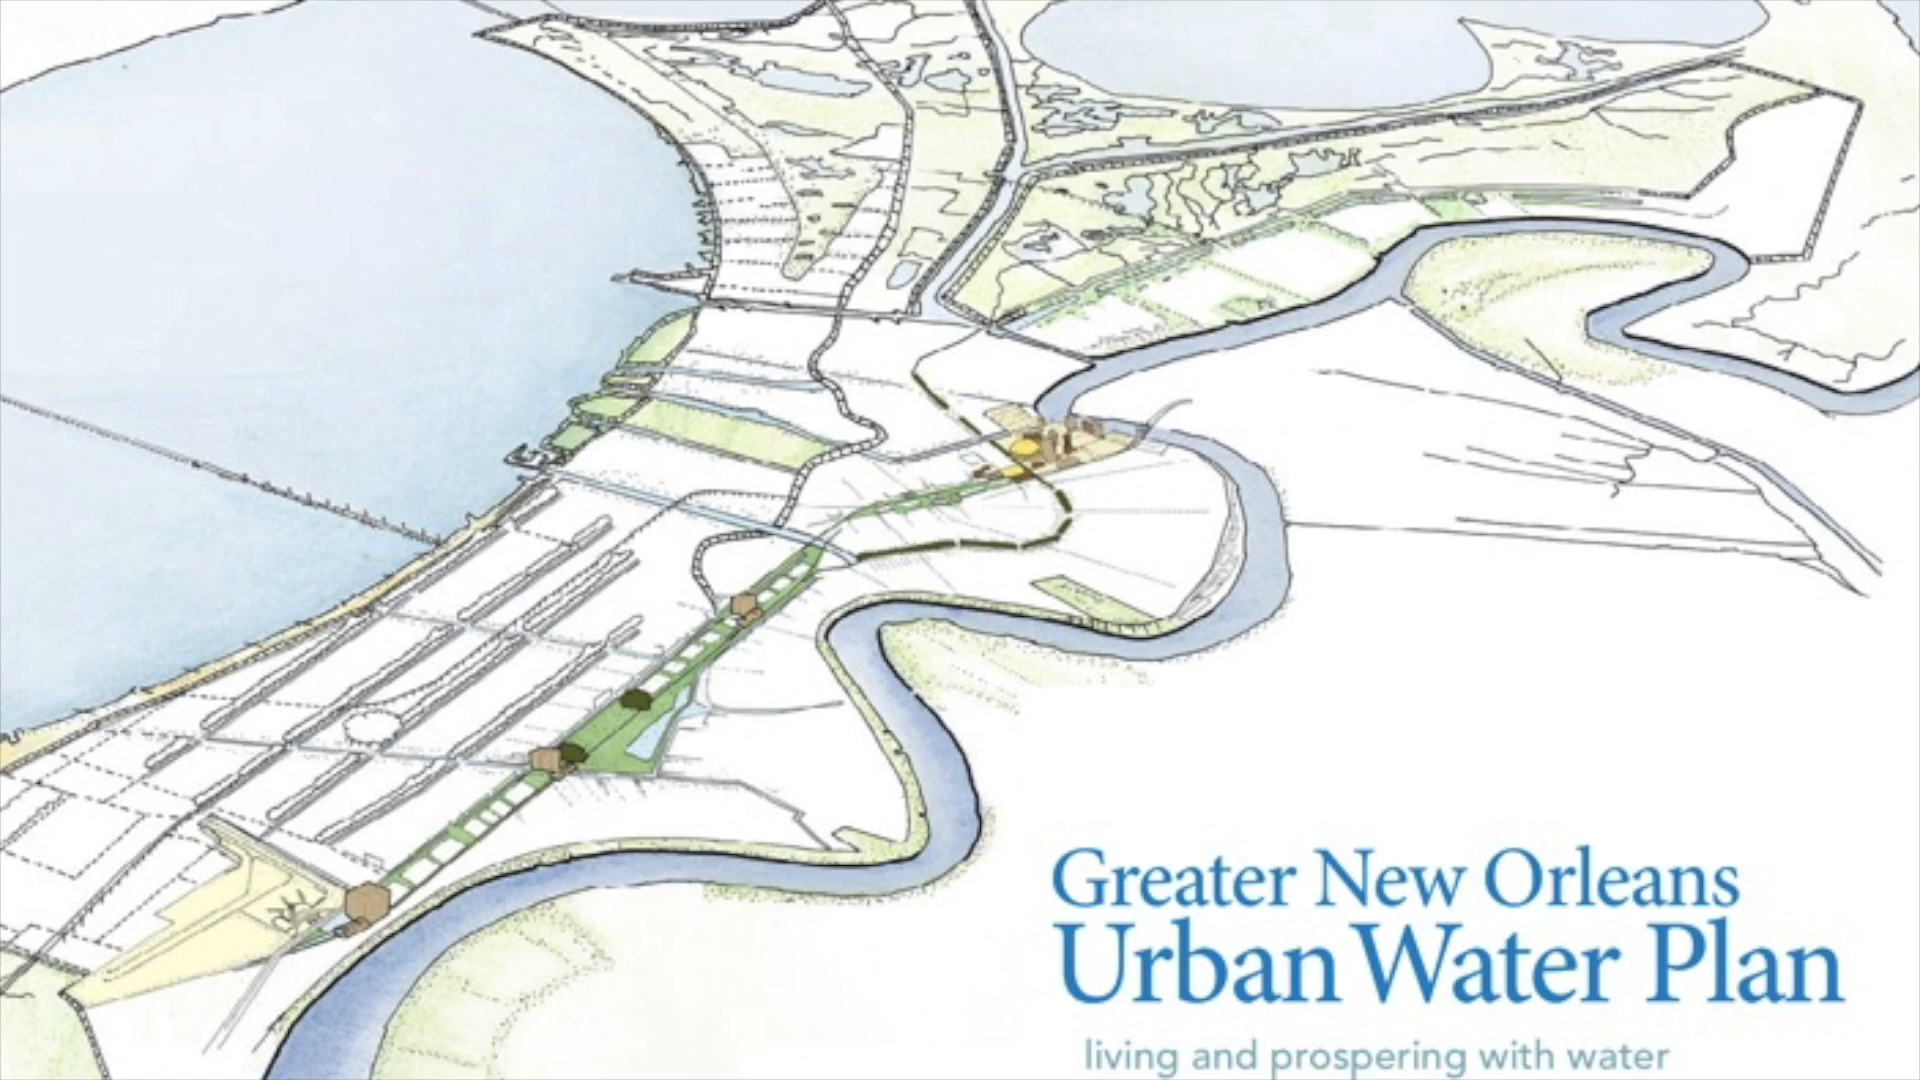 Greater New Orleans
Urban Water Plan
living and prospering with water